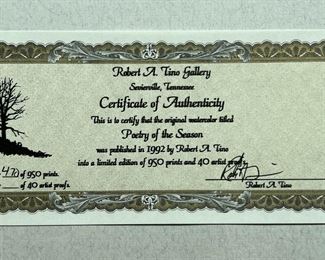 Robert A. Tino Gallery
Sevierville, Tennessee
Certificate of Authenticity
This is to certify that the original watercolor titled
Poetry of the Season
was published in 1992 by Robert A. Tino
into a limited edition of 950 prints and 40 artist proofs.
of 950 prints.
of 40 artist proofs.
Robert A. Tino